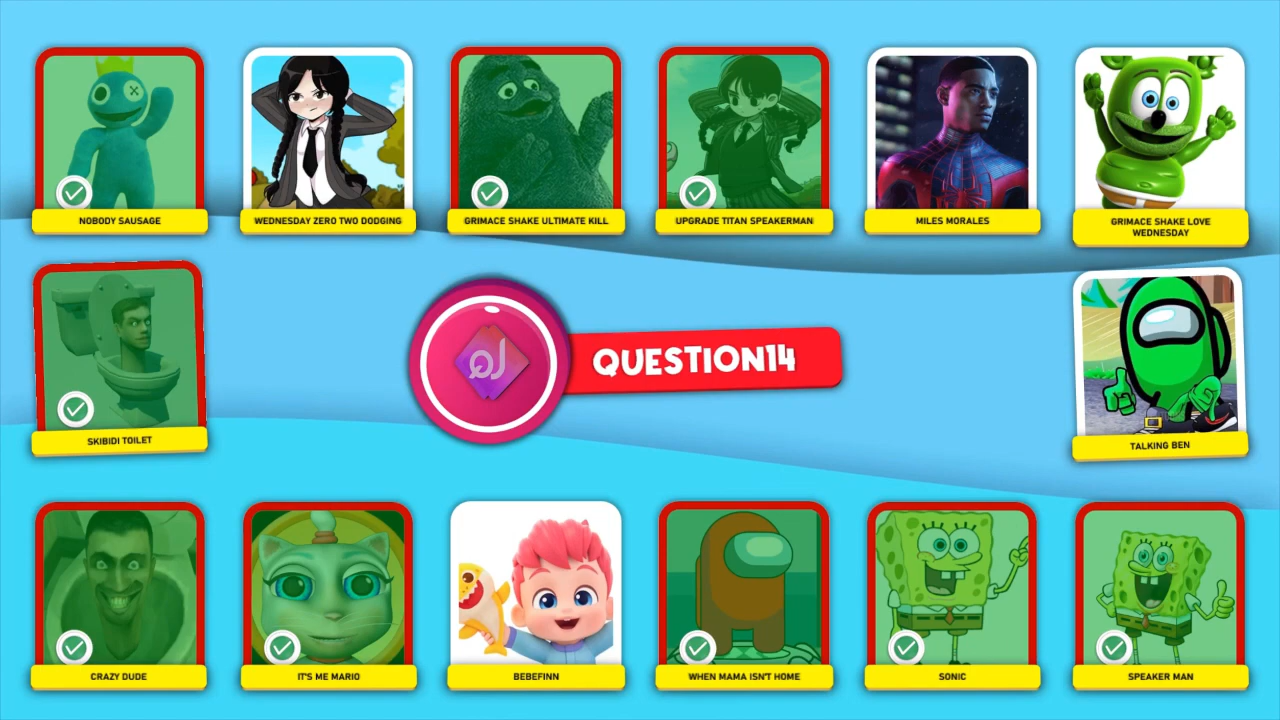 NOBODY SAUSAGE
WEDNESDAY ZERO TWO DODGING
GRIMACE SHAKE ULTIMATE KILL
UPGRADE TITAN SPEAKERMAN
MILES MORALES
GRIMACE SHAKE LOVE
WEDNESDAY
SKIBIDI TOILET
QJ
QUESTION14
TALKING BEN
CRAZY DUDE
IT'S ME MARIO
BEBEFINN
WHEN MAMA ISN'T HOME
SONIC
SPEAKER MAN